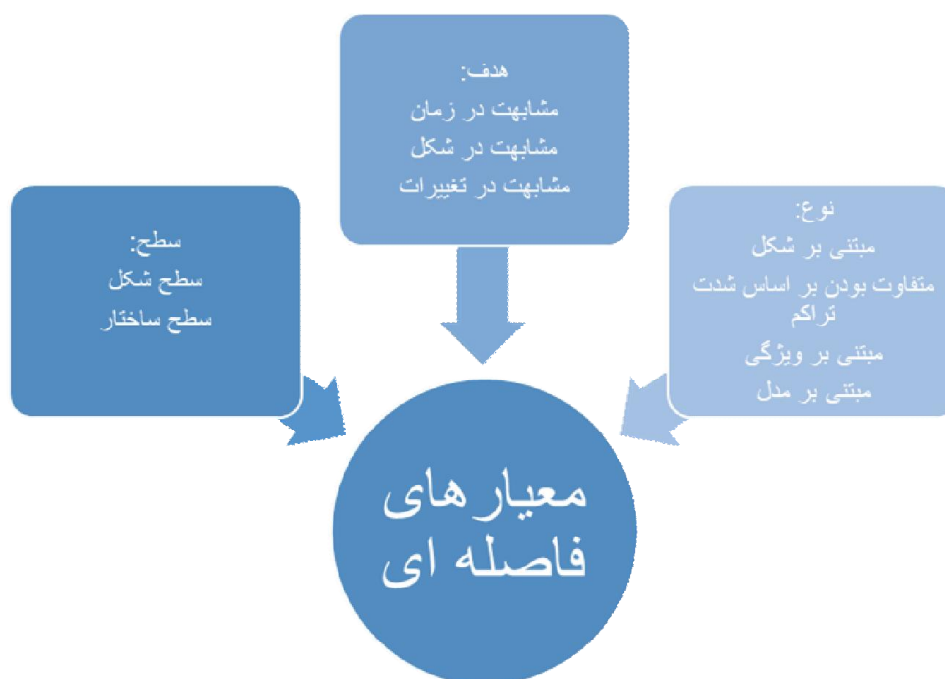 هدف:
مشابهت در زمان
مشابهت در شکل
مشابهت در تغییرات
نوع:
مبتنی بر شکل
متفاوت بودن بر اساس شدت
تراکم
مبتنی بر ویژگی
مبتنی بر مدل
سطح:
سطح شکل
سطح ساختار
معیار های
فاصله ای